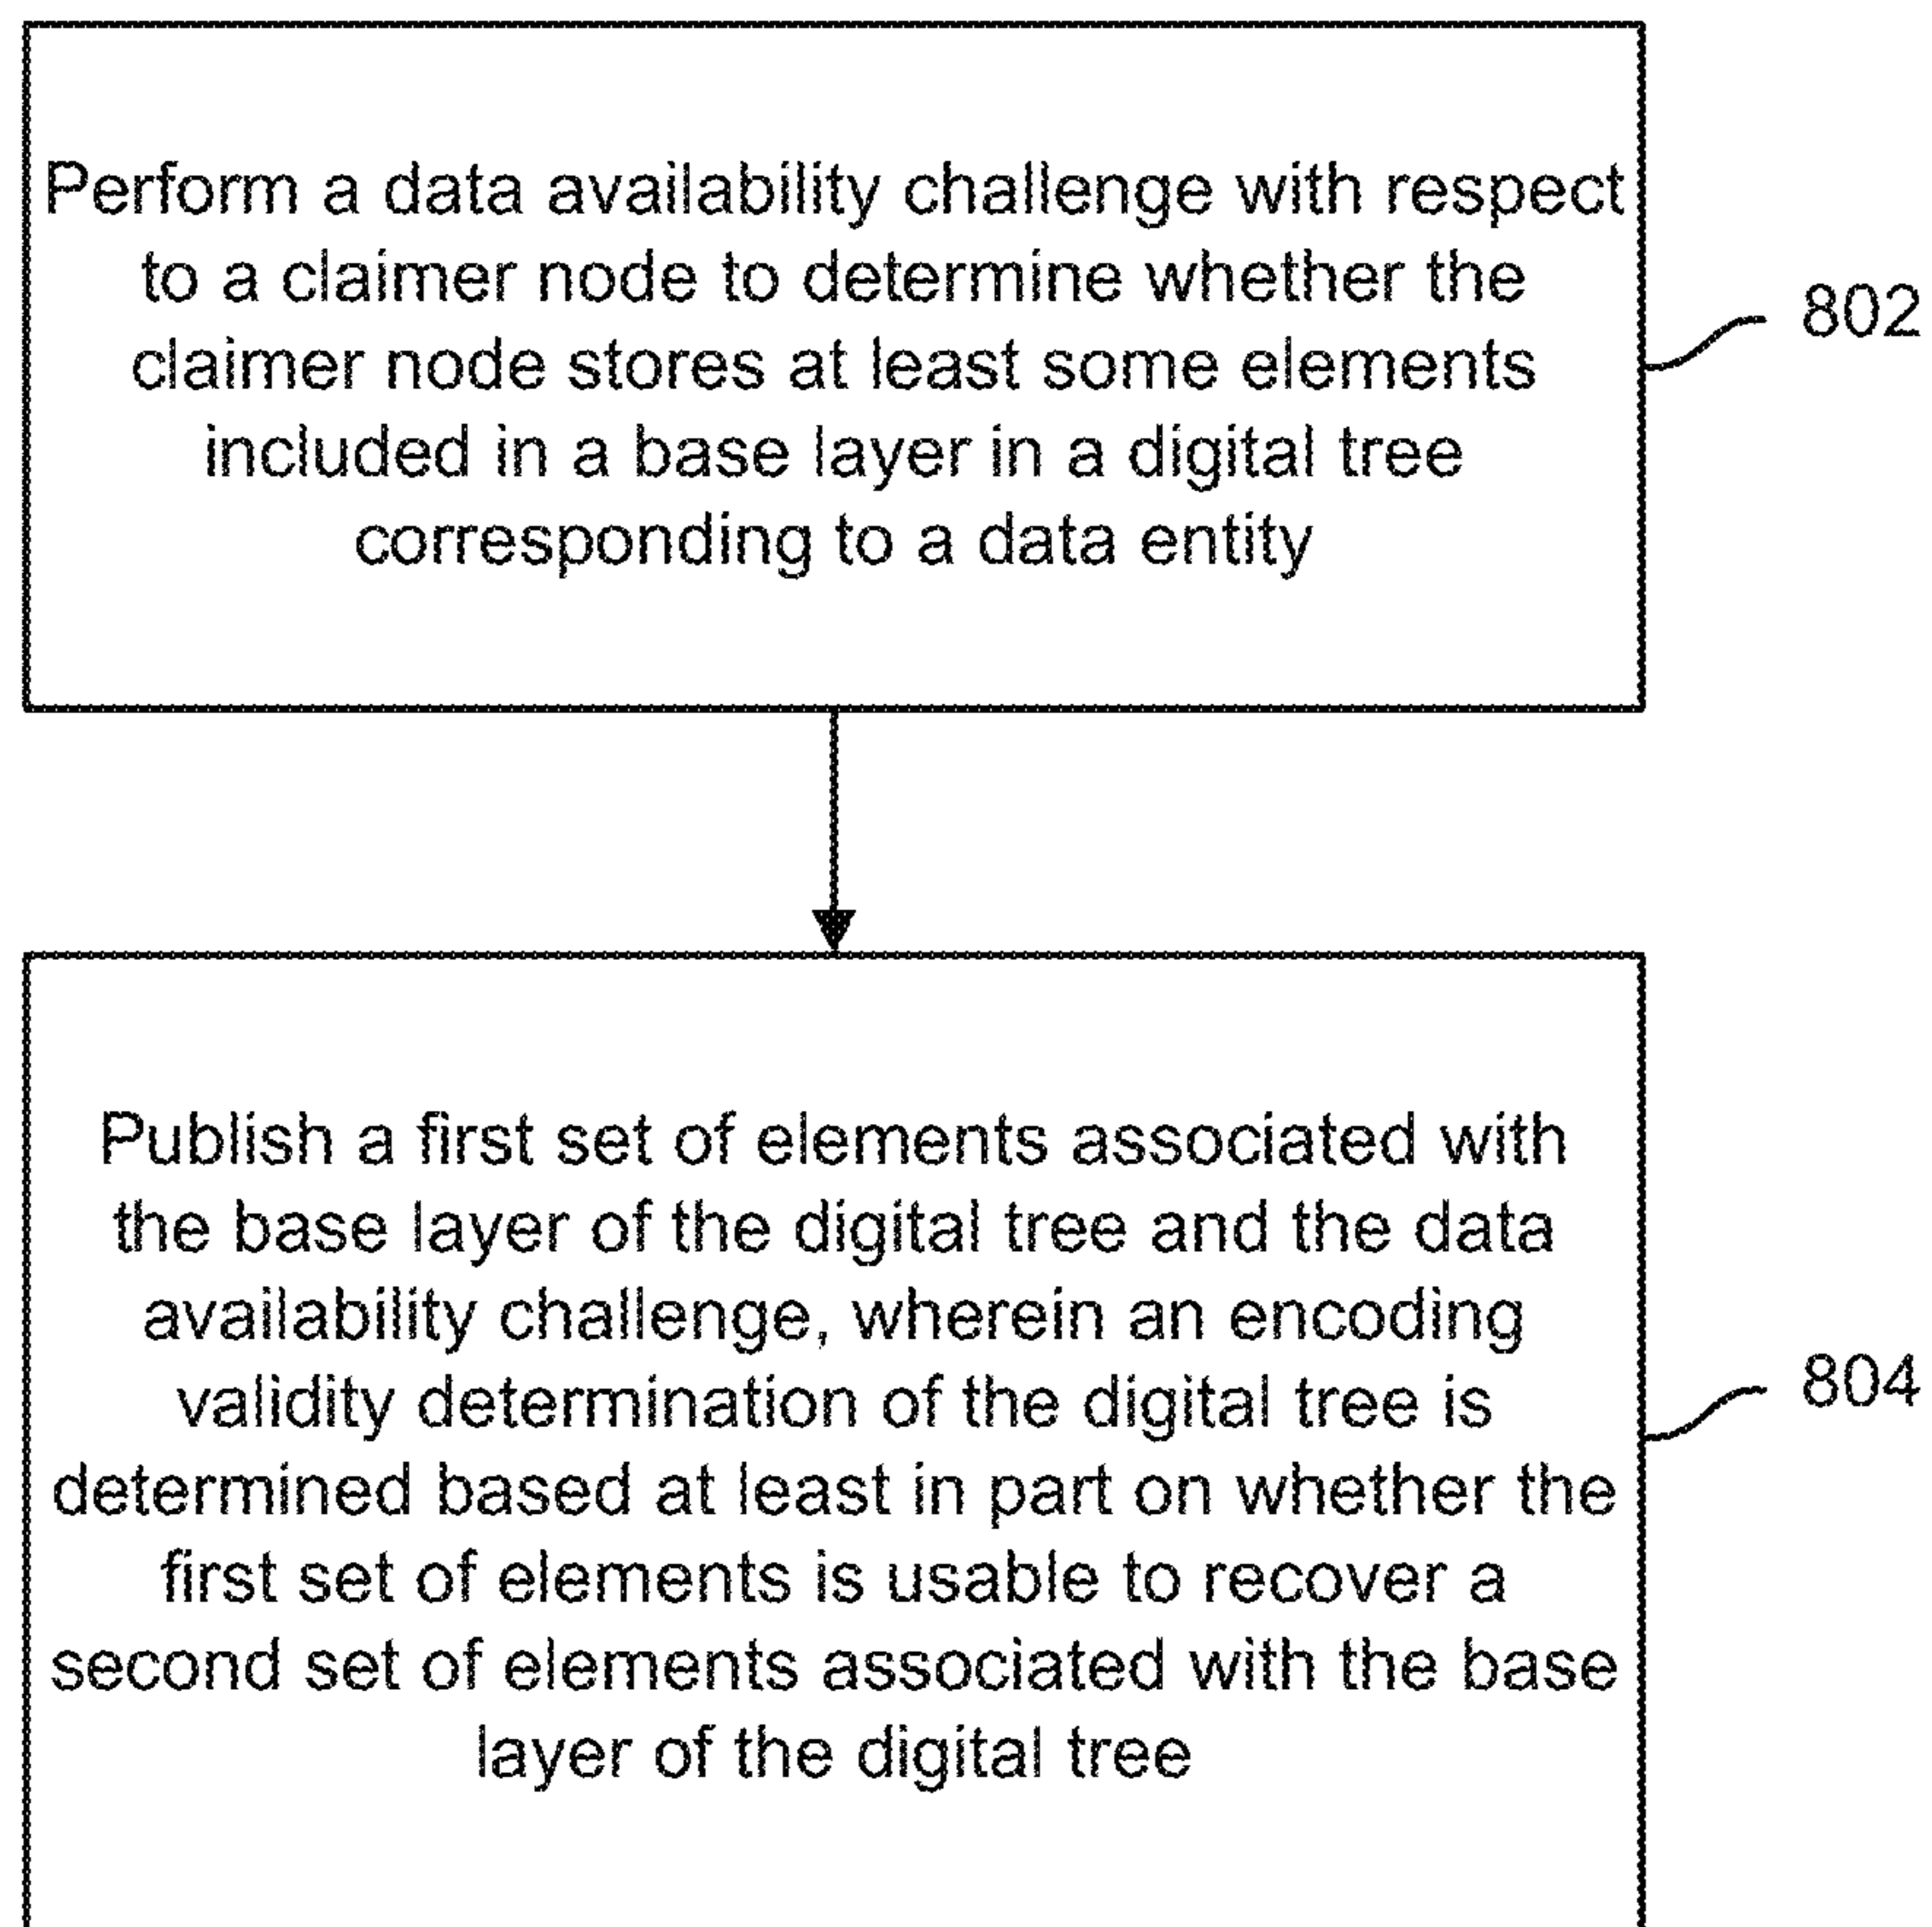 Perform a data availability challenge with respect
to a claimer node to determine whether the
claimer node stores at least some elements
included in a base layer in a digital tree
corresponding to a data entity
802
Publish a first set of elements associated with
the base layer of the digital tree and the data
availability challenge, wherein an encoding
validity determination of the digital tree is
determined based at least in part on whether the
first set of elements is usable to recover a
second set of elements associated with the base
layer of the digital tree
804